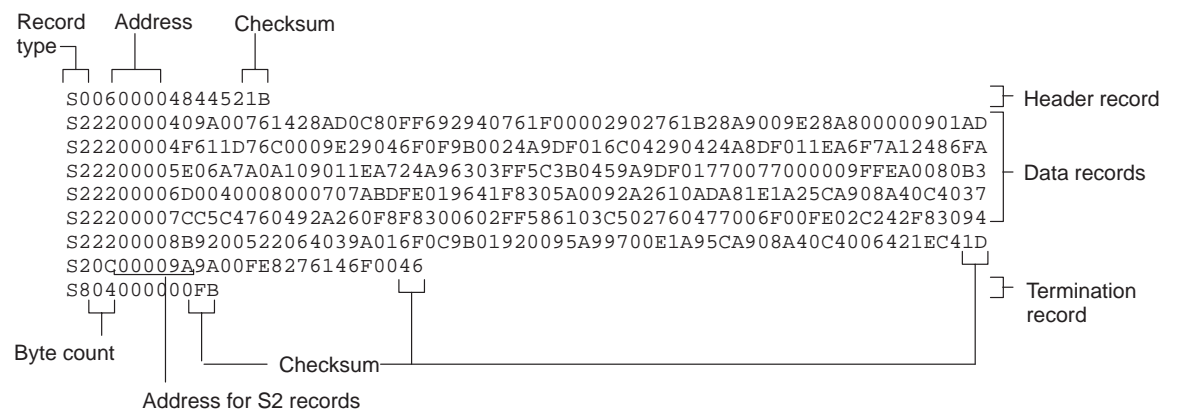 Record type Address Checksum
S00600004844521B Header record
S2220000409A00761428AD0C80FF692940761F00002902761B28A9009E28A800000901AD
S22200004F611D76C0009E29046F0F9B0024A9DF016C04290424A8DF011EA6F7A12486FA
S22200005E06A7A0A109011EA724A96303FF5C3B0459A9DF01770077000009FFEA0080B3 Data records
S22200006D0040008000707ABDFE019641F8305A0092A2610ADA81E1A25CA908A40C4037
S22200007CC5C4760492A260F8F8300602FF586103C502760477006F00FE02C242F83094
S22200008B9200522064039A016F0C9B01920095A99700E1A95CA908A40C4006421EC41D
S20C00009A9A00FE8276146F0046
S804000000FB Termination record
Byte count Checksum
Address for S2 records